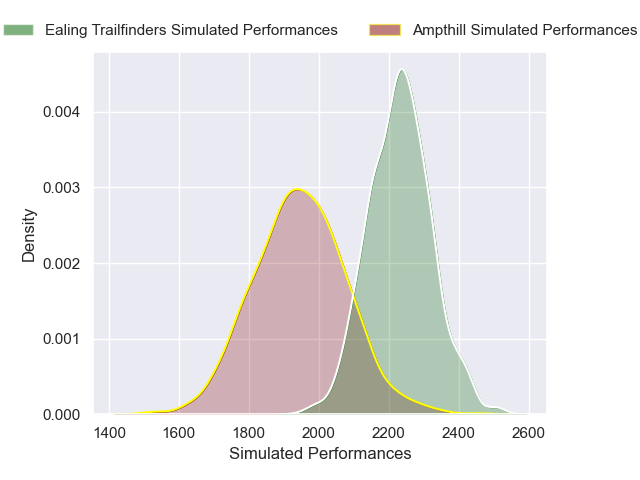 Ealing Trailfinders Simulated Performances Ampthill Simulated Performances
0.004
0.003
0.002
0.001
0.000
Density
1400 1600 1800 2000 2200 2400 2600
Simulated Performances